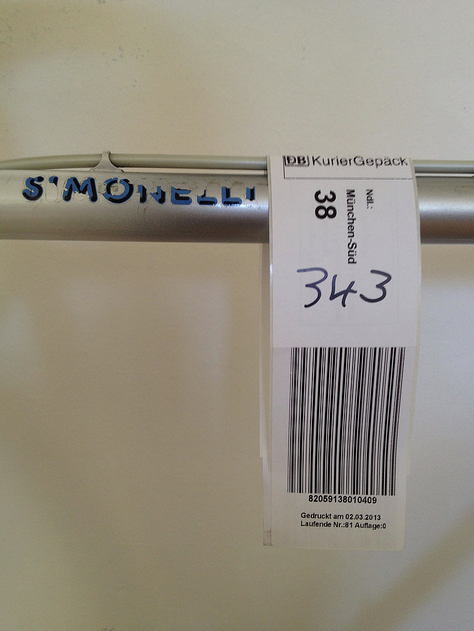 SIMONELLI
DB KurierGepäck
Ndl.:
München-Süd
38
343
82059138010409
Gedruckt am 02.03.2013
Laufende Nr.:81 Auflage:0